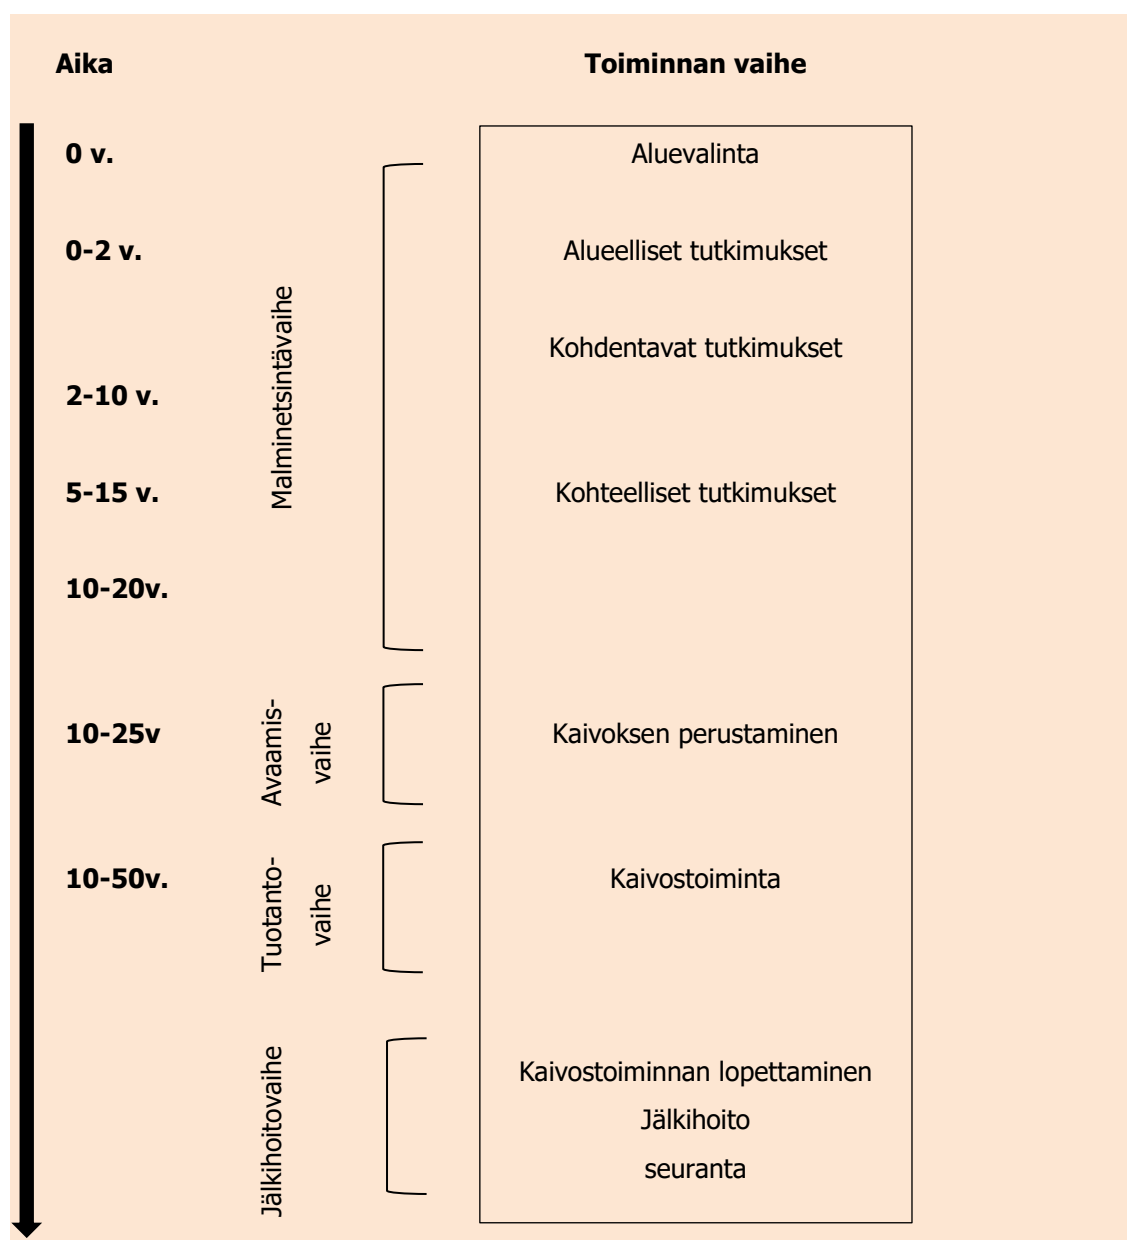 Aika Toiminnan vaihe
0 v. Aluevalinta
0-2 v. Alueelliset tutkimukset
Malminetsintävaihe
Kohdentavat tutkimukset
2-10 v.
5-15 v. Kohteelliset tutkimukset
10-20v.
10-25v
Avaamis-
vaihe
Kaivoksen perustaminen
10-50v.
Tuotanto-
vaihe
Kaivostoiminta
Jälkihoitovaihe
Kaivostoiminnan lopettaminen
Jälkihoito
seuranta